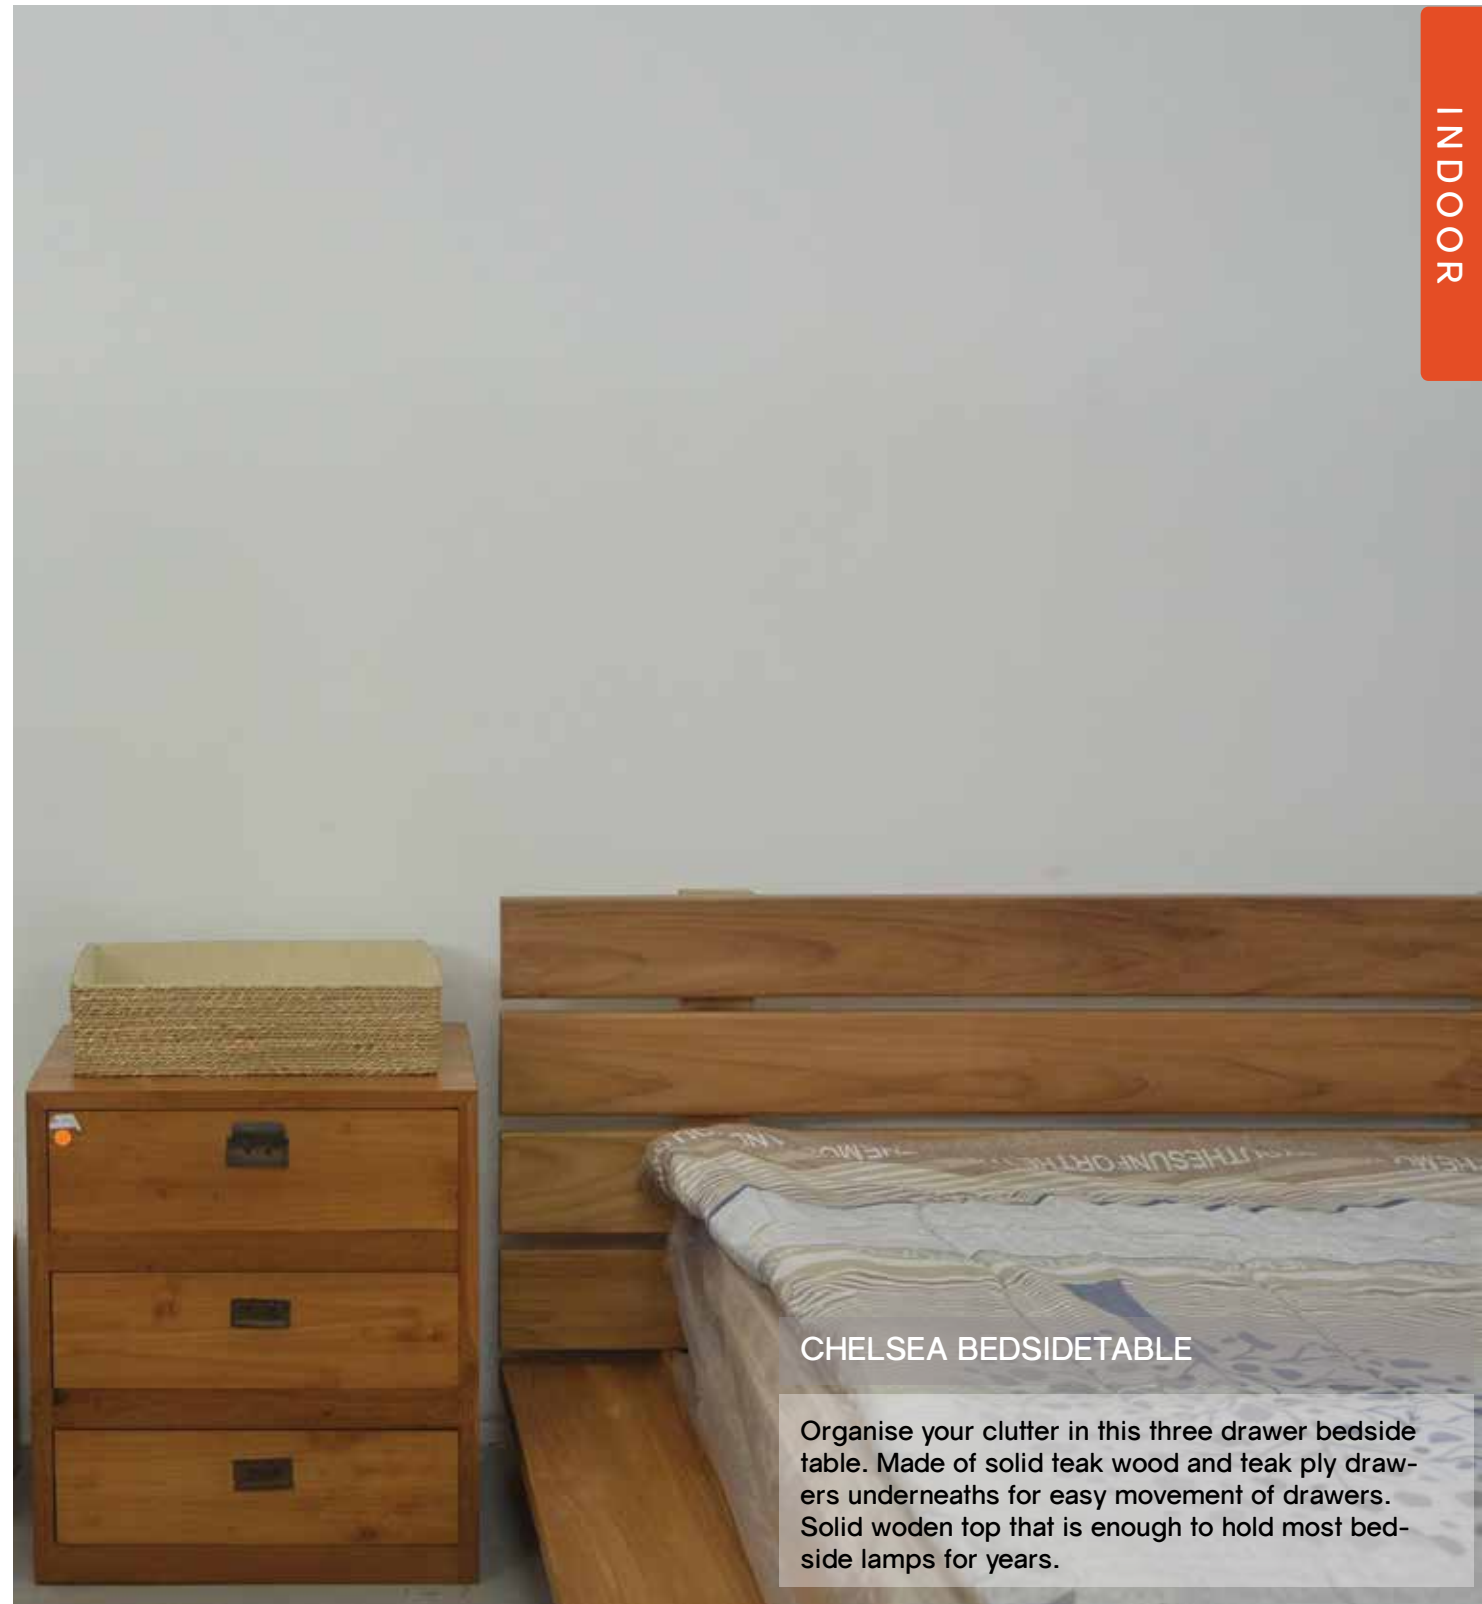 INDOOR
THESUNFORTHE
CHELSEA BEDSIDETABLE
Organise your clutter in this three drawer bedside
table. Made of solid teak wood and teak ply draw-
ers underneaths for easy movement of drawers.
Solid woden top that is enough to hold most bed-
side lamps for years.